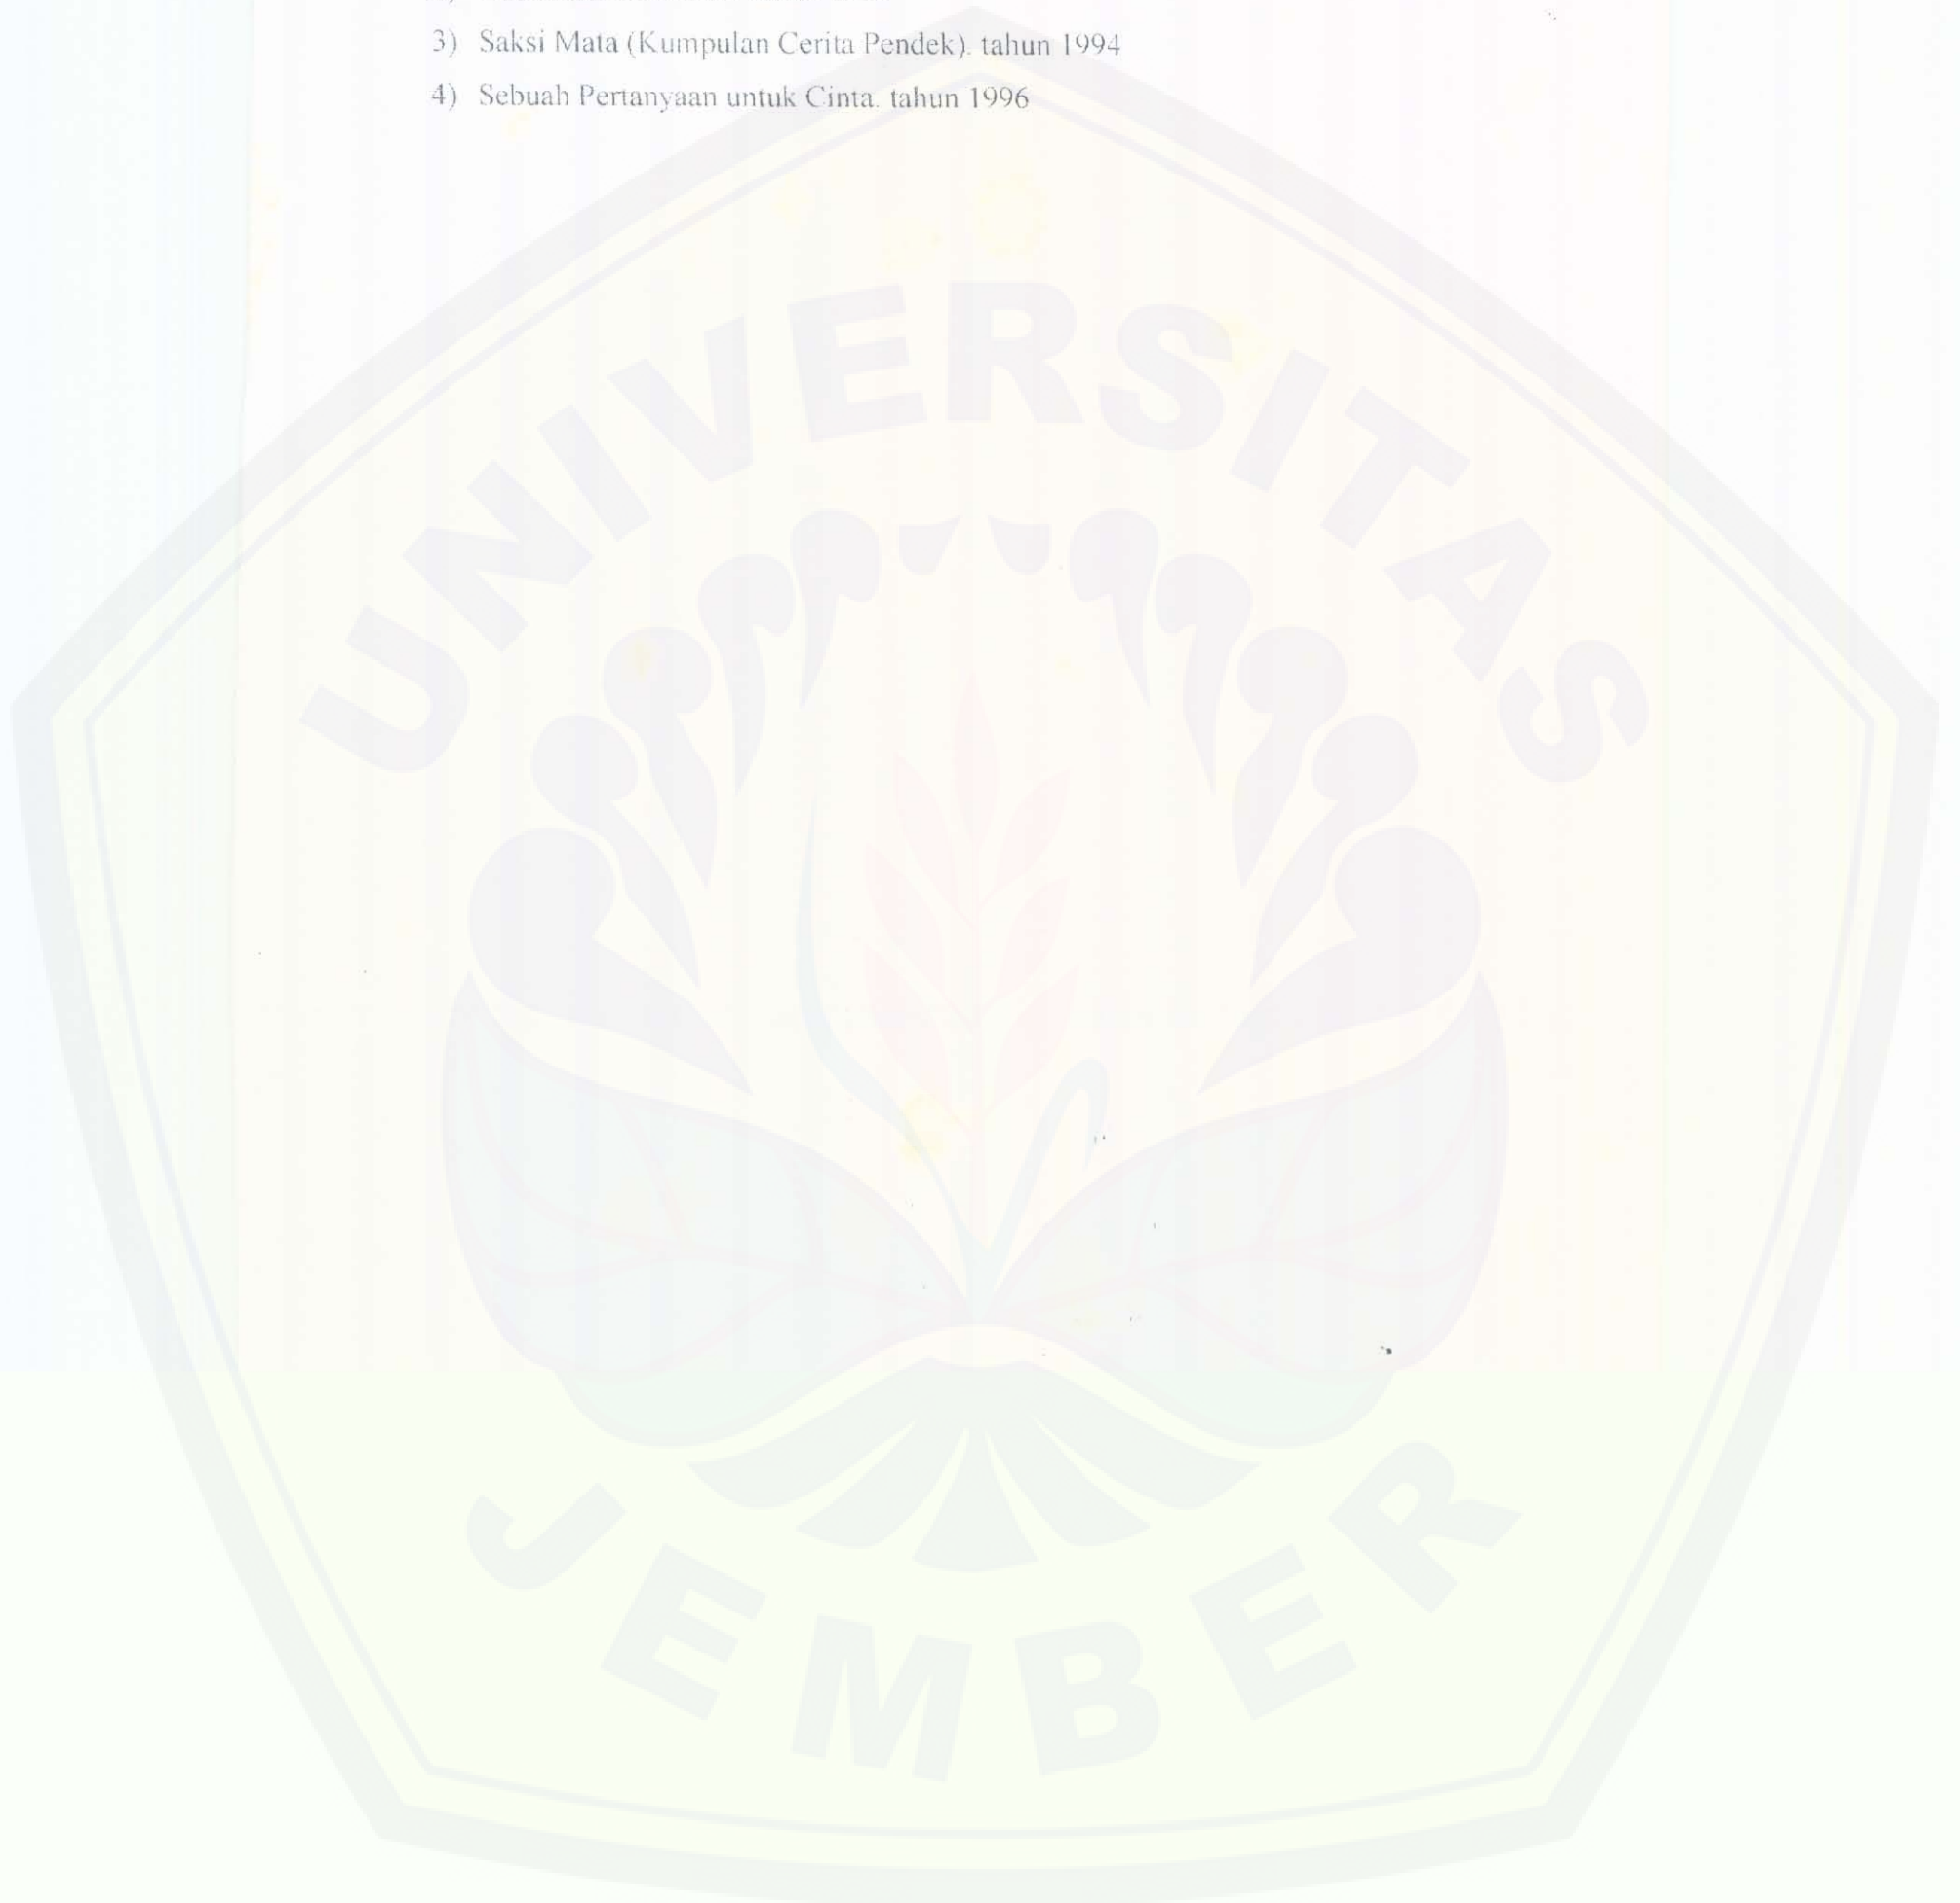 3) Saksi Mata (Kumpulan Cerita Pendek). tahun 1994
4) Sebuah Pertanyaan untuk Cinta. tahun 1996
UNIVERSITAS
JEMBER